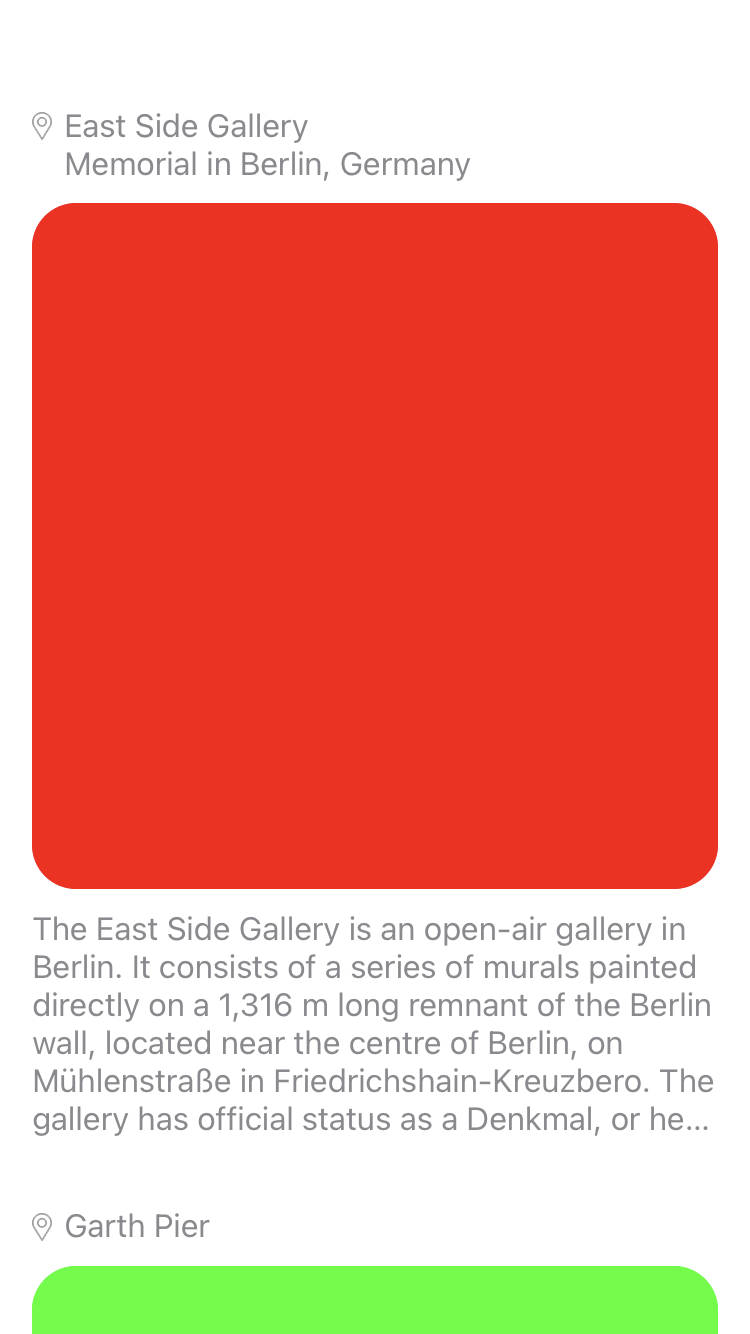 East Side Gallery
Memorial in Berlin, Germany
The East Side Gallery is an open-air gallery in
Berlin. It consists of a series of murals painted
directly on a 1,316 m long remnant of the Berlin
wall, located near the centre of Berlin, on
Mühlenstraße in Friedrichshain-Kreuzbero. The
gallery has official status as a Denkmal, or he...
Garth Pier